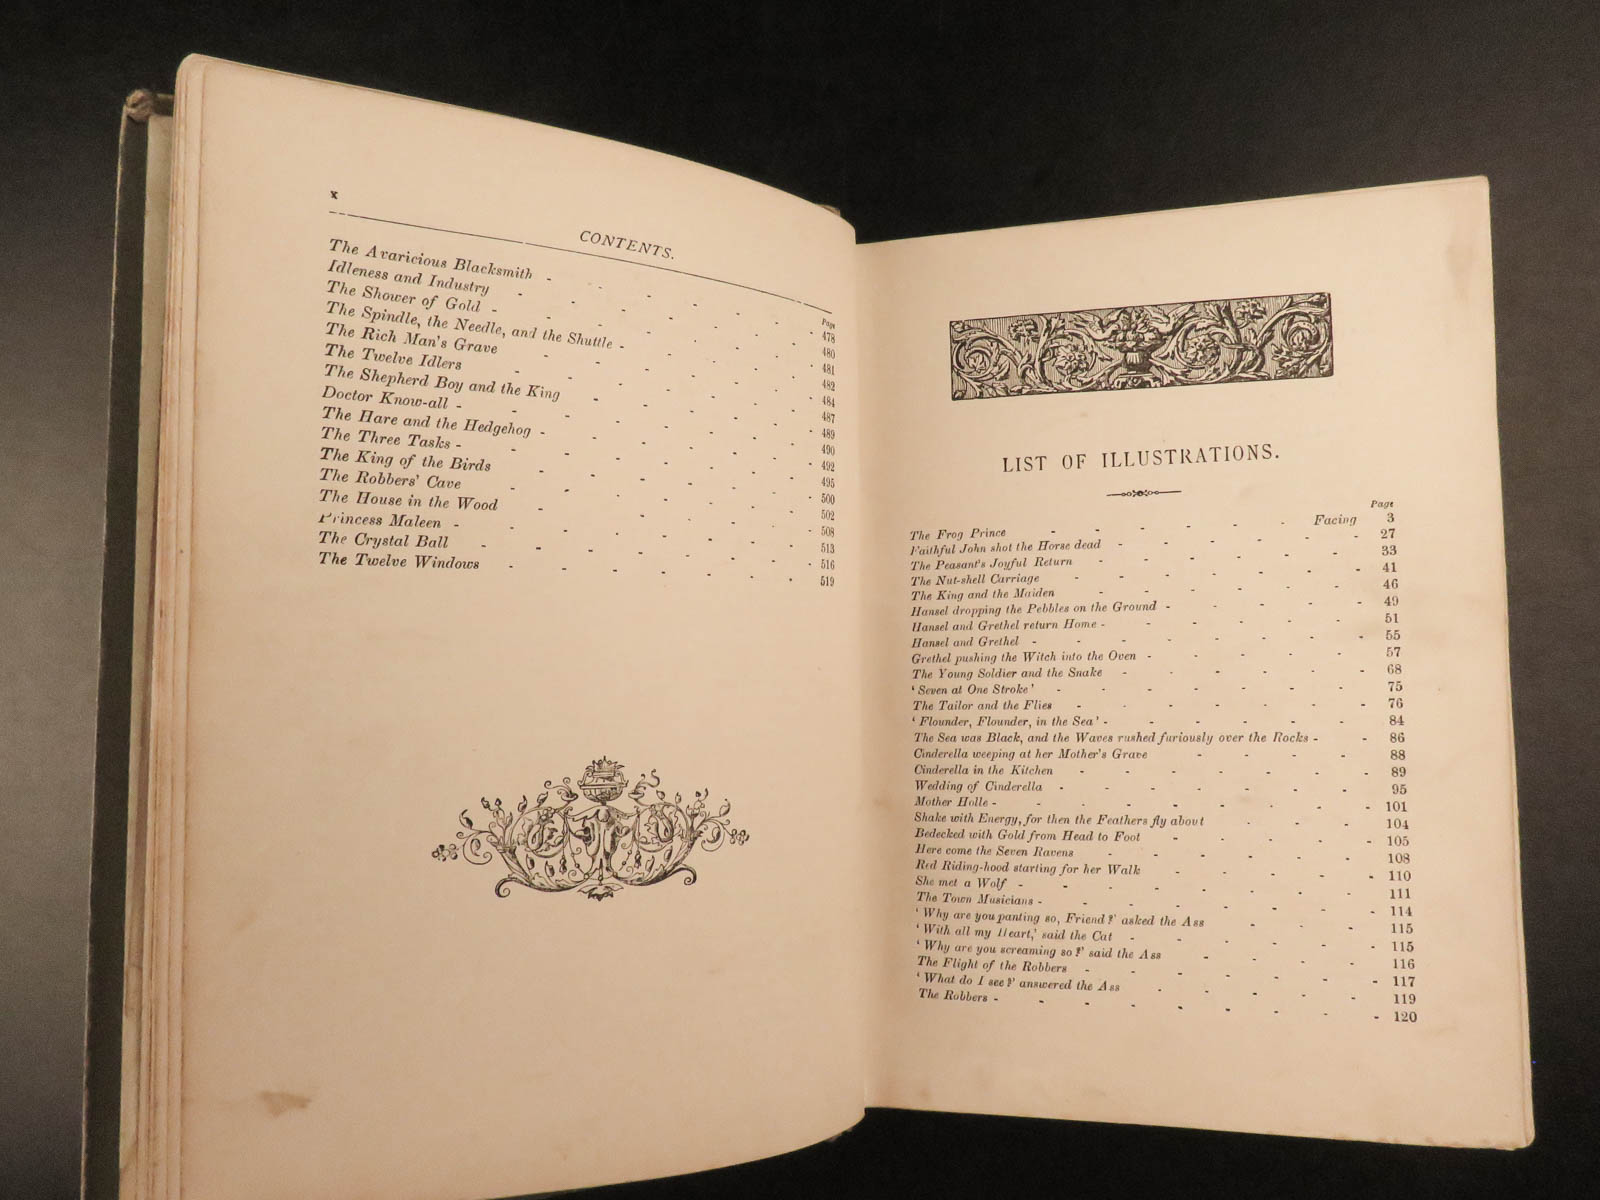 x
CONTENTS.
Page
The Avaricious Blacksmith - - - - - - 478
Idleness and Industry - - - - - - 480
The Shower of Gold - - - - - - 481
The Spindle, the Needle, and the Shuttle - - - - 482
The Rich Man's Grave - - - - - - 484
The Twelve Idlers - - - - - - 487
The Shepherd Boy and the King - - - - - 489
Doctor Know-all - - - - - - 490
The Hare and the Hedgehog - - - - - - 492
The Three Tasks - - - - - - 495
The King of the Birds - - - - - - 500
The Robbers' Cave - - - - - - 502
The House in the Wood - - - - - - 508
Princess Maleen - - - - - - 513
The Crystal Ball - - - - - - 516
The Twelve Windows - - - - - - 519
LIST OF ILLUSTRATIONS.
Page
The Frog Prince - - - - - - Facing 3
Faithful John shot the Horse dead - - - - - - 27
The Peasant's Joyful Return - - - - - - 33
The Nut-shell Carriage - - - - - - 41
The King and the Maiden - - - - - - 46
Hansel dropping the Pebbles on the Ground - - - - - 49
Hansel and Grethel return Home - - - - - - 51
Hansel and Grethel - - - - - - 55
Grethel pushing the Witch into the Oven - - - - - 57
The Young Soldier and the Snake - - - - - - 68
'Seven at One Stroke' - - - - - - 75
The Tailor and the Flies - - - - - - 76
'Flounder, Flounder, in the Sea' - - - - - - 84
The Sea was Black, and the Waves rushed furiously over the Rocks - - 86
Cinderella weeping at her Mother's Grave - - - - 88
Cinderella in the Kitchen - - - - - - 89
Wedding of Cinderella - - - - - - 95
Mother Holle - - - - - - 101
Shake with Energy, for then the Feathers fly about - - - - 104
Bedecked with Gold from Head to Foot - - - - - 105
Here come the Seven Ravens - - - - - - 108
Red Riding-hood starting for her Walk - - - - - 110
She met a Wolf - - - - - - 111
The Town Musicians - - - - - - 114
'Why are you panting so, Friend?' asked the Ass - - - - 115
'With all my Heart,' said the Cat - - - - - - 115
'Why are you screaming so?' said the Ass - - - - - 116
The Flight of the Robbers - - - - - - 117
'What do I see?' answered the Ass - - - - - - 119
The Robbers - - - - - - 120